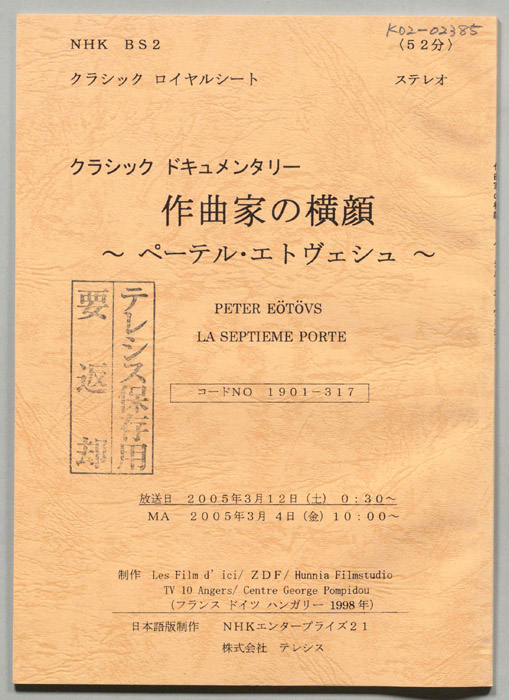 K02-02385
NHK BS2 〈52分〉
クラシック ロイヤルシート ステレオ
クラシック ドキュメンタリー
作曲家の横顔
～ ペーテル・エトヴェシュ ～
PETER EÖTÖVS
LA SEPTIEME PORTE
テレシス保存用
要返却
コードNO 1901-317
放送日 2005年3月12日(土) 0:30～
MA 2005年3月 4日(金) 10:00～
制作 Les Film d' ici/ ZDF/ Hunnia Filmstudio
TV 10 Angers/ Centre George Pompidou
(フランス ドイツ ハンガリー 1998年)
日本語版制作 NHKエンタープライズ21
株式会社 テレシス